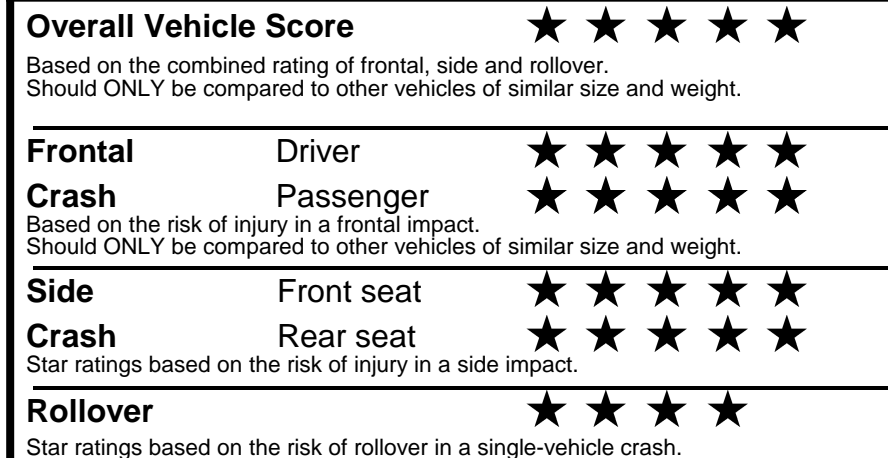 Overall Vehicle Score ★ ★ ★ ★ ★
Based on the combined rating of frontal, side and rollover.
Should ONLY be compared to other vehicles of similar size and weight.
Frontal Driver ★ ★ ★ ★ ★
Crash Passenger ★ ★ ★ ★ ★
Based on the risk of injury in a frontal impact.
Should ONLY be compared to other vehicles of similar size and weight.
Side Front seat ★ ★ ★ ★ ★
Crash Rear seat ★ ★ ★ ★ ★
Star ratings based on the risk of injury in a side impact.
Rollover ★ ★ ★ ★
Star ratings based on the risk of rollover in a single-vehicle crash.